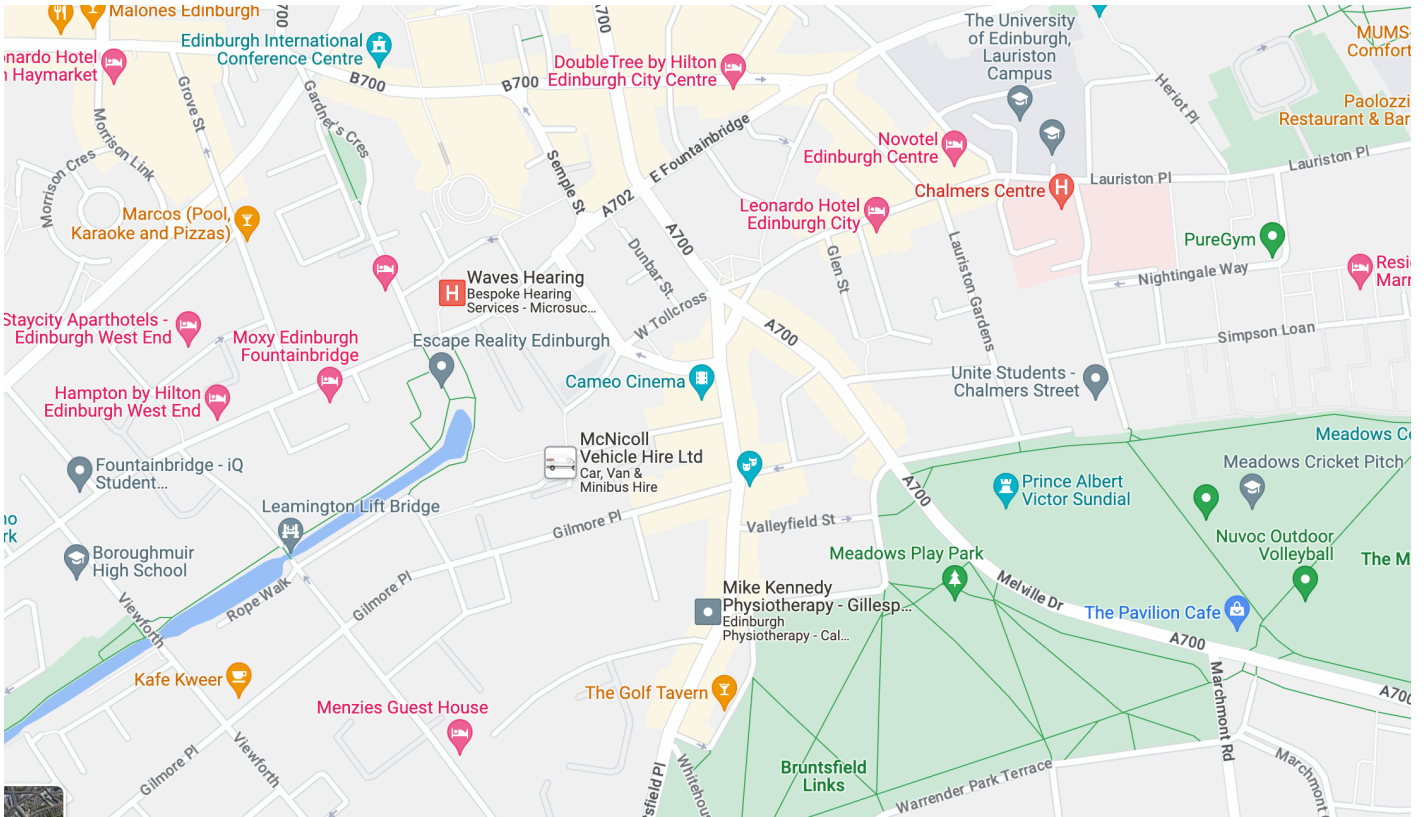 Malones Edinburgh
700
A700
The University
of Edinburgh,
Lauriston
Campus
MUMS-
Comfort
Edinburgh International
Conference Centre
onardo Hotel
Haymarket
DoubleTree by Hilton
Edinburgh City Centre
B700
B700
Grove St
Gardner's Cres
Heriot Pl
Paolozzi
Restaurant & Bar
Morrison Link
Morrison Cres
E Fountainbridge
Novotel
Edinburgh Centre
Lauriston Pl
Lauriston Pl
Semple St
Chalmers Centre
H
A702
Marcos (Pool,
Karaoke and Pizzas)
Leonardo Hotel
Edinburgh City
A700
PureGym
Dunbar St.
Glen St
Lauriston Gardens
Nightingale Way
Resi
Marr
H
Waves Hearing
Bespoke Hearing
Services - Microsuc...
W Tollcross
Staycity Aparthotels -
Edinburgh West End
Moxy Edinburgh
Fountainbridge
Escape Reality Edinburgh
A700
Simpson Loan
Cameo Cinema
Unite Students -
Chalmers Street
Hampton by Hilton
Edinburgh West End
McNicoll
Vehicle Hire Ltd
Car, Van &
Minibus Hire
Meadows Co
Meadows Cricket Pitch
Fountainbridge - iQ
Student...
Prince Albert
Victor Sundial
A700
Leamington Lift Bridge
Gilmore Pl
Valleyfield St
no
rk
Nuvoc Outdoor
Volleyball
Boroughmuir
High School
Meadows Play Park
The M
Rope Walk
Gilmore Pl
Melville Dr
Viewforth
Mike Kennedy
Physiotherapy - Gillesp...
Edinburgh
Physiotherapy - Cal...
The Pavilion Cafe
A700
Kafe Kweer
The Golf Tavern
Marchmont Rd
A700
Menzies Guest House
Gilmore Pl
Viewforth
Bruntsfield
Links
sfield Pl
Whitehou
Warrender Park Terrace
Marchmont